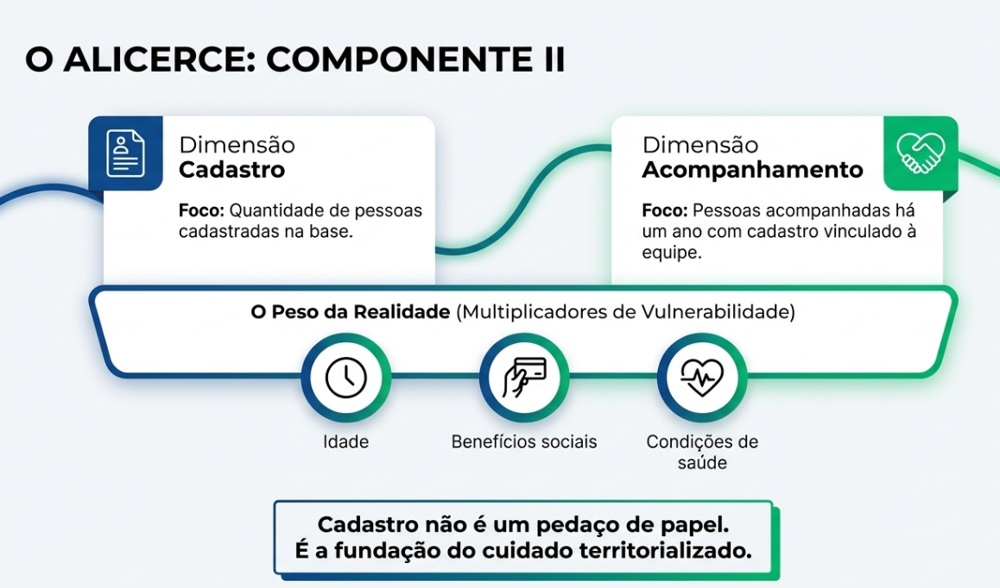 O ALICERCE: COMPONENTE II
Dimensão
Cadastro
Foco: Quantidade de pessoas
cadastradas na base.
Dimensão
Acompanhamento
Foco: Pessoas acompanhadas há
um ano com cadastro vinculado à
equipe.
O Peso da Realidade (Multiplicadores de Vulnerabilidade)
Idade
Benefícios sociais
Condições de
saúde
Cadastro não é um pedaço de papel.
É a fundação do cuidado territorializado.